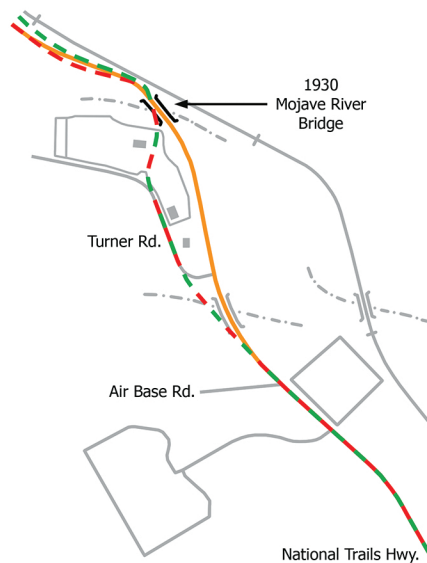 1930
Mojave River
Bridge
Turner Rd.
Air Base Rd.
National Trails Hwy.